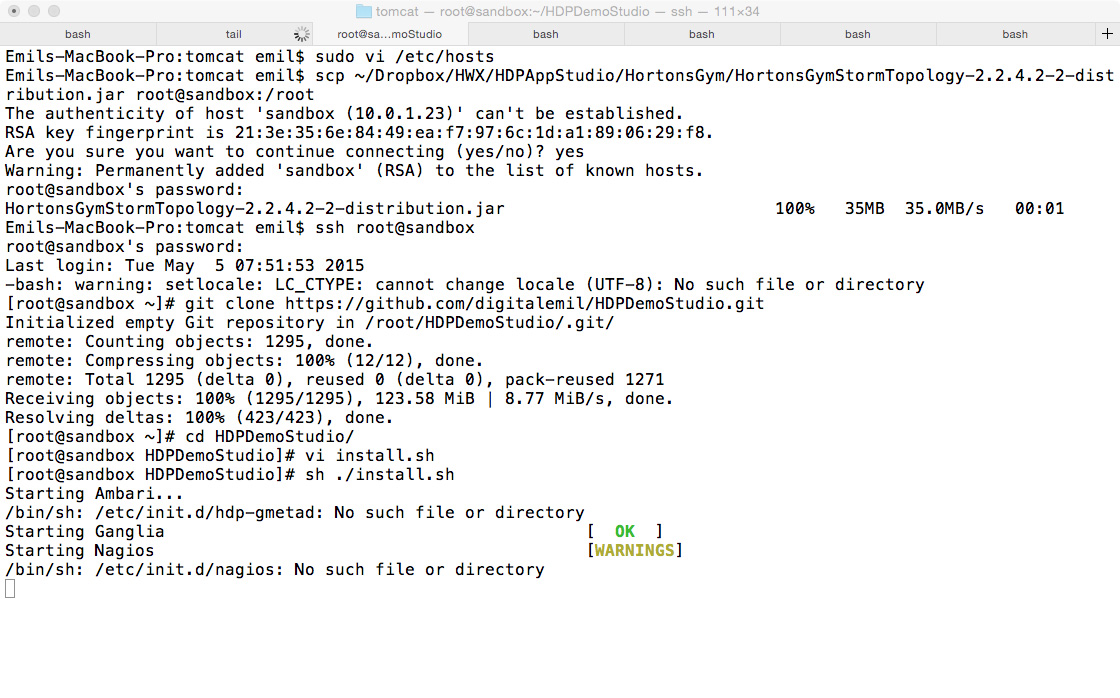 tomcat — root@sandbox:~/HDPDemoStudio — ssh — 111×34
bash tail root@sa...moStudio bash bash bash bash +
Emils-MacBook-Pro:tomcat emil$ sudo vi /etc/hosts
Emils-MacBook-Pro:tomcat emil$ scp ~/Dropbox/HWX/HDPAppStudio/HortonsGym/HortonsGymStormTopology-2.2.4.2-2-dist
ribution.jar root@sandbox:/root
The authenticity of host 'sandbox (10.0.1.23)' can't be established.
RSA key fingerprint is 21:3e:35:6e:84:49:ea:f7:97:6c:1d:a1:89:06:29:f8.
Are you sure you want to continue connecting (yes/no)? yes
Warning: Permanently added 'sandbox' (RSA) to the list of known hosts.
root@sandbox's password:
HortonsGymStormTopology-2.2.4.2-2-distribution.jar 100% 35MB 35.0MB/s 00:01
Emils-MacBook-Pro:tomcat emil$ ssh root@sandbox
root@sandbox's password:
Last login: Tue May  5 07:51:53 2015
-bash: warning: setlocale: LC_CTYPE: cannot change locale (UTF-8): No such file or directory
[root@sandbox ~]# git clone https://github.com/digitalemil/HDPDemoStudio.git
Initialized empty Git repository in /root/HDPDemoStudio/.git/
remote: Counting objects: 1295, done.
remote: Compressing objects: 100% (12/12), done.
remote: Total 1295 (delta 0), reused 0 (delta 0), pack-reused 1271
Receiving objects: 100% (1295/1295), 123.58 MiB | 8.77 MiB/s, done.
Resolving deltas: 100% (423/423), done.
[root@sandbox ~]# cd HDPDemoStudio/
[root@sandbox HDPDemoStudio]# vi install.sh
[root@sandbox HDPDemoStudio]# sh ./install.sh
Starting Ambari...
/bin/sh: /etc/init.d/hdp-gmetad: No such file or directory
Starting Ganglia [  OK  ]
Starting Nagios [WARNINGS]
/bin/sh: /etc/init.d/nagios: No such file or directory